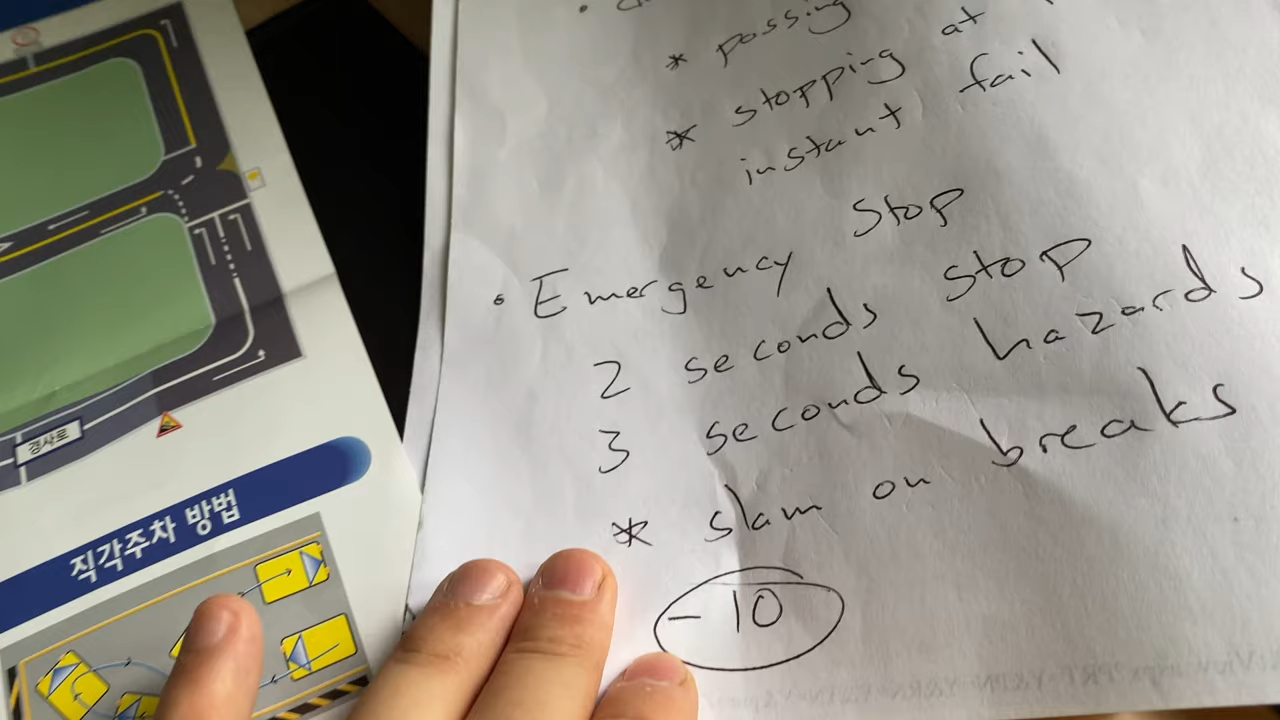 * passing
* stopping at
instant fail
• Emergency Stop
2 seconds stop
3 seconds hazards
* slam on breaks
-10
경사로
직각주차 방법